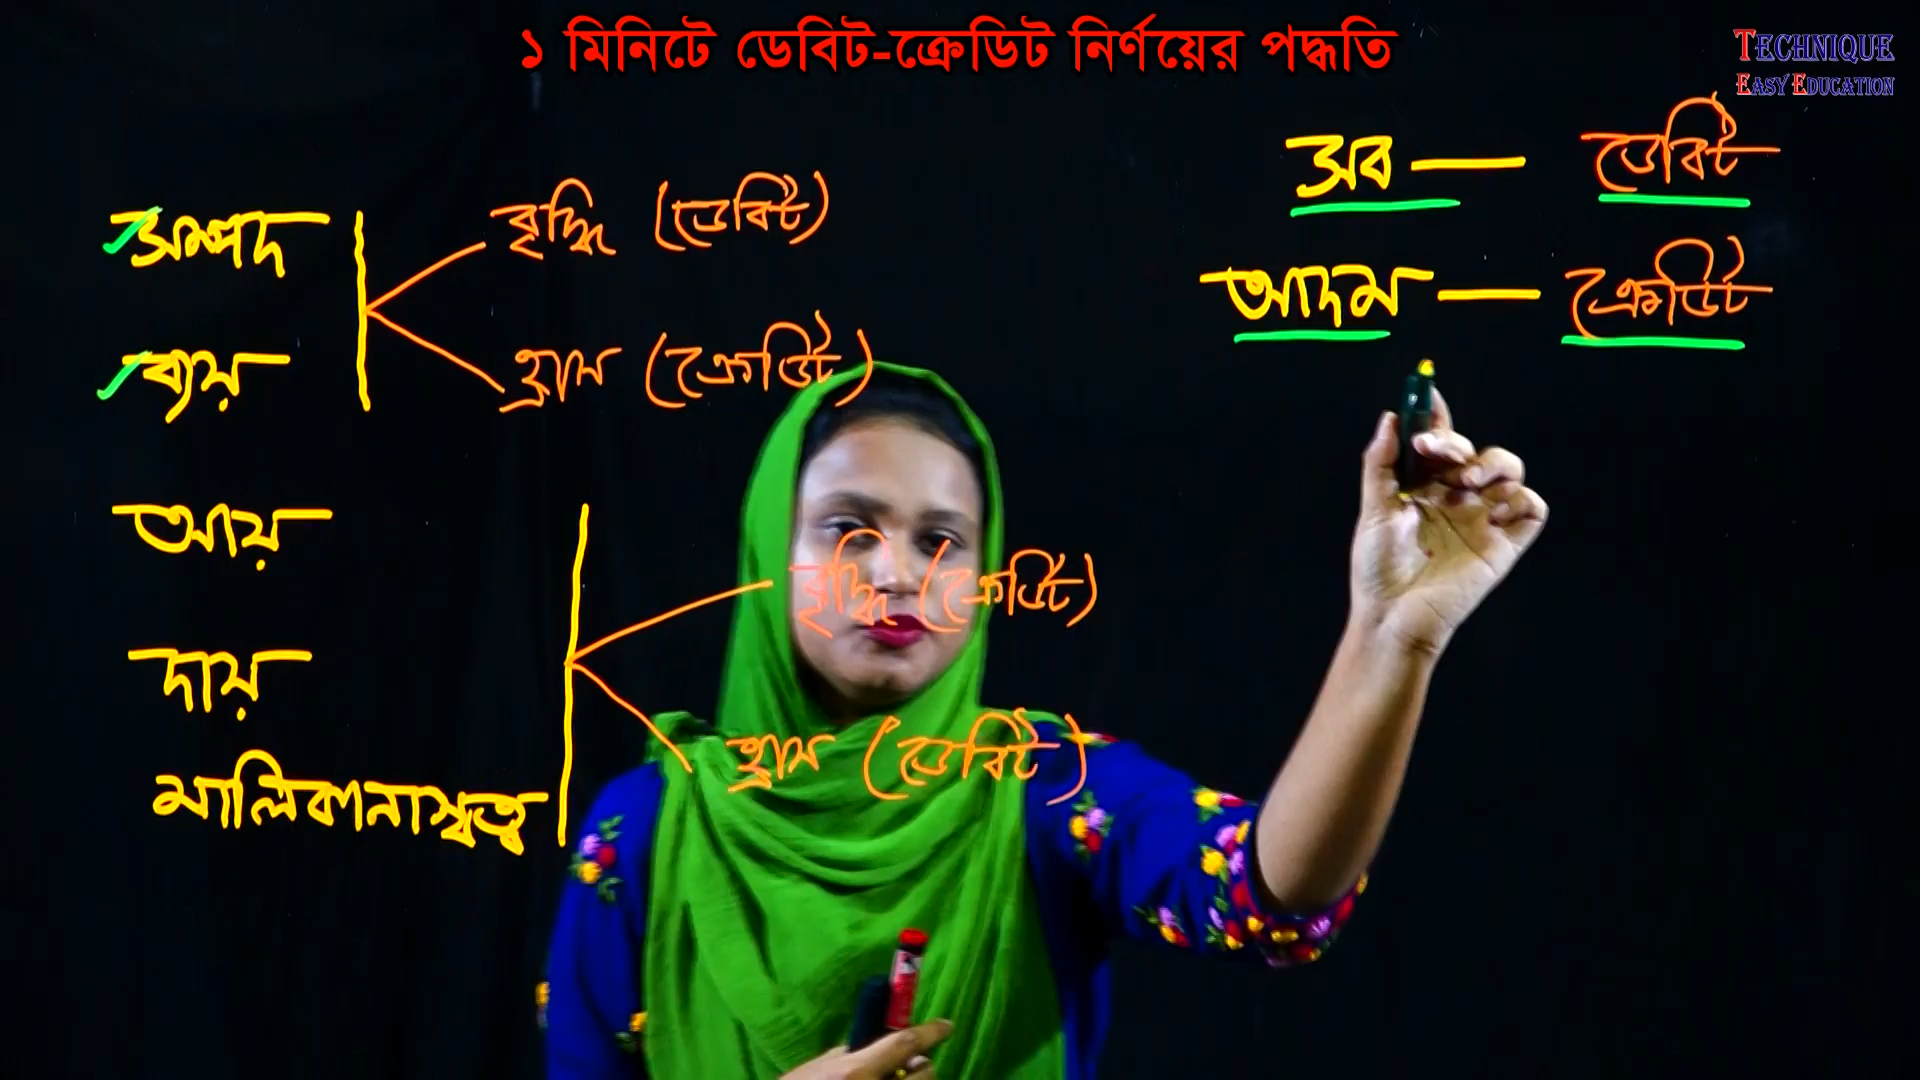 ১ মিনিটে ডেবিট-ক্রেডিট নির্ণয়ের পদ্ধতি
TECHNIQUE
EASY EDUCATION
সব — ডেবিট
আদম — ক্রেডিট
সম্পদ
বৃদ্ধি (ডেবিট)
ব্যয়
হ্রাস (ক্রেডিট)
আয়
বৃদ্ধি (ক্রেডিট)
দায়
হ্রাস (ডেবিট)
মালিকানাস্বত্ব